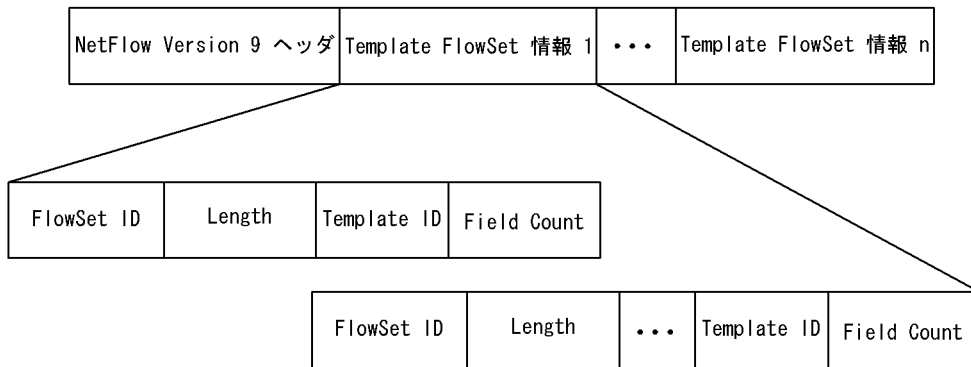 NetFlow Version 9 ヘッダ Template FlowSet 情報 1 ・・・ Template FlowSet 情報 n
FlowSet ID Length Template ID Field Count
FlowSet ID Length ・・・ Template ID Field Count